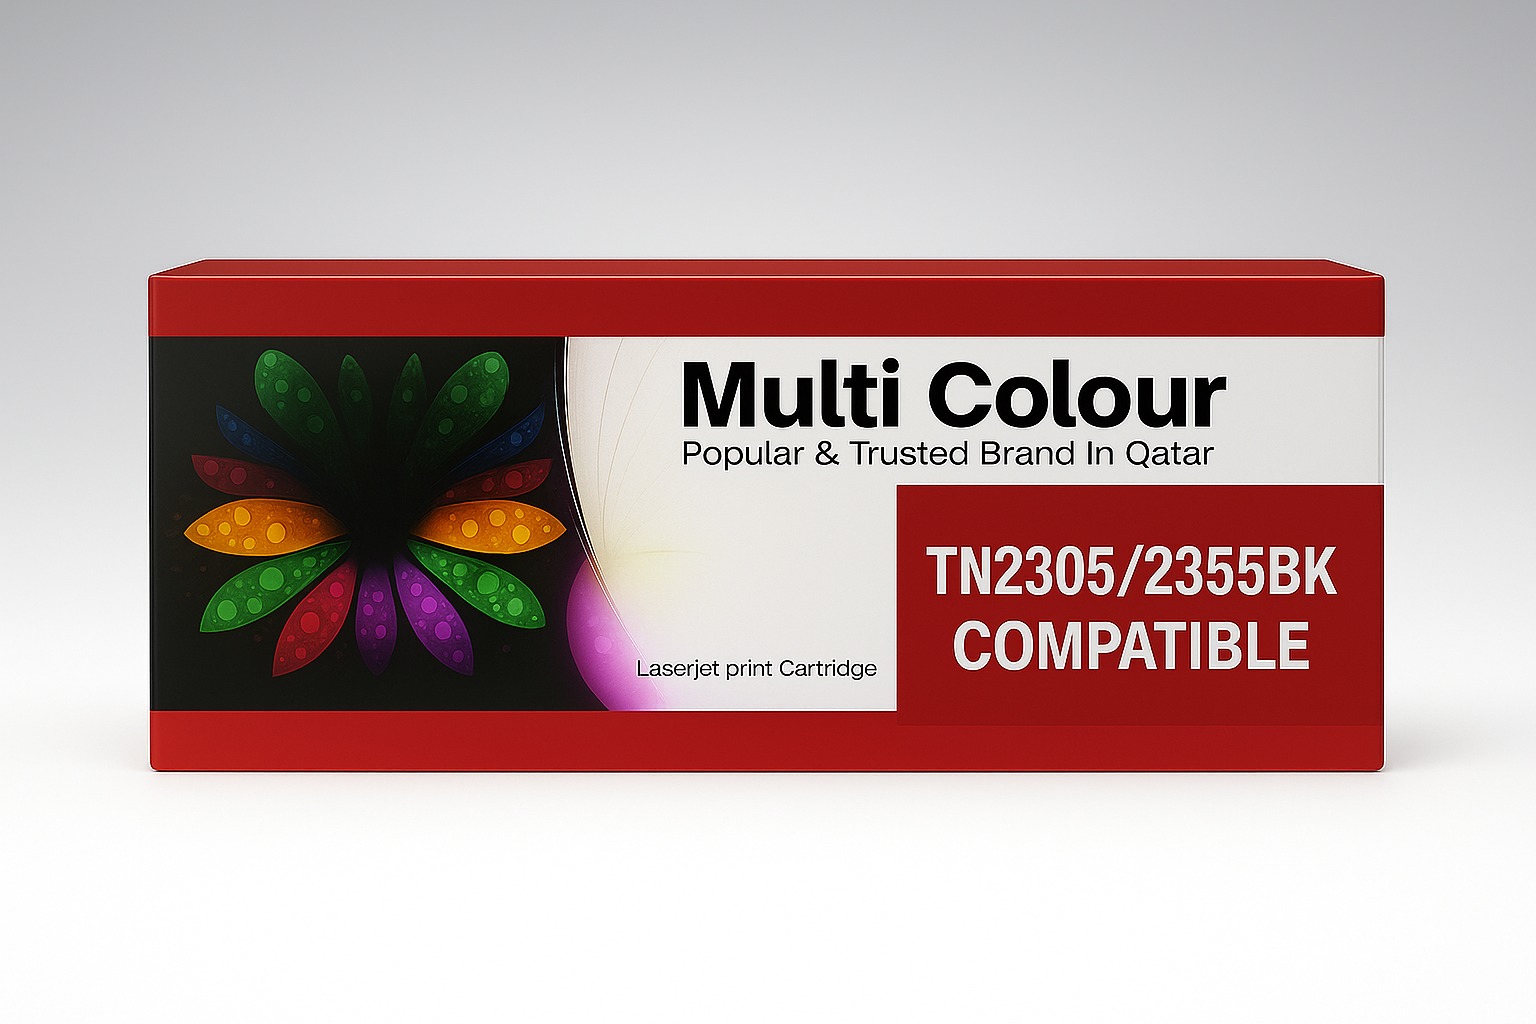 Multi Colour
Popular & Trusted Brand In Qatar
TN2305/2355BK
COMPATIBLE
Laserjet print Cartridge